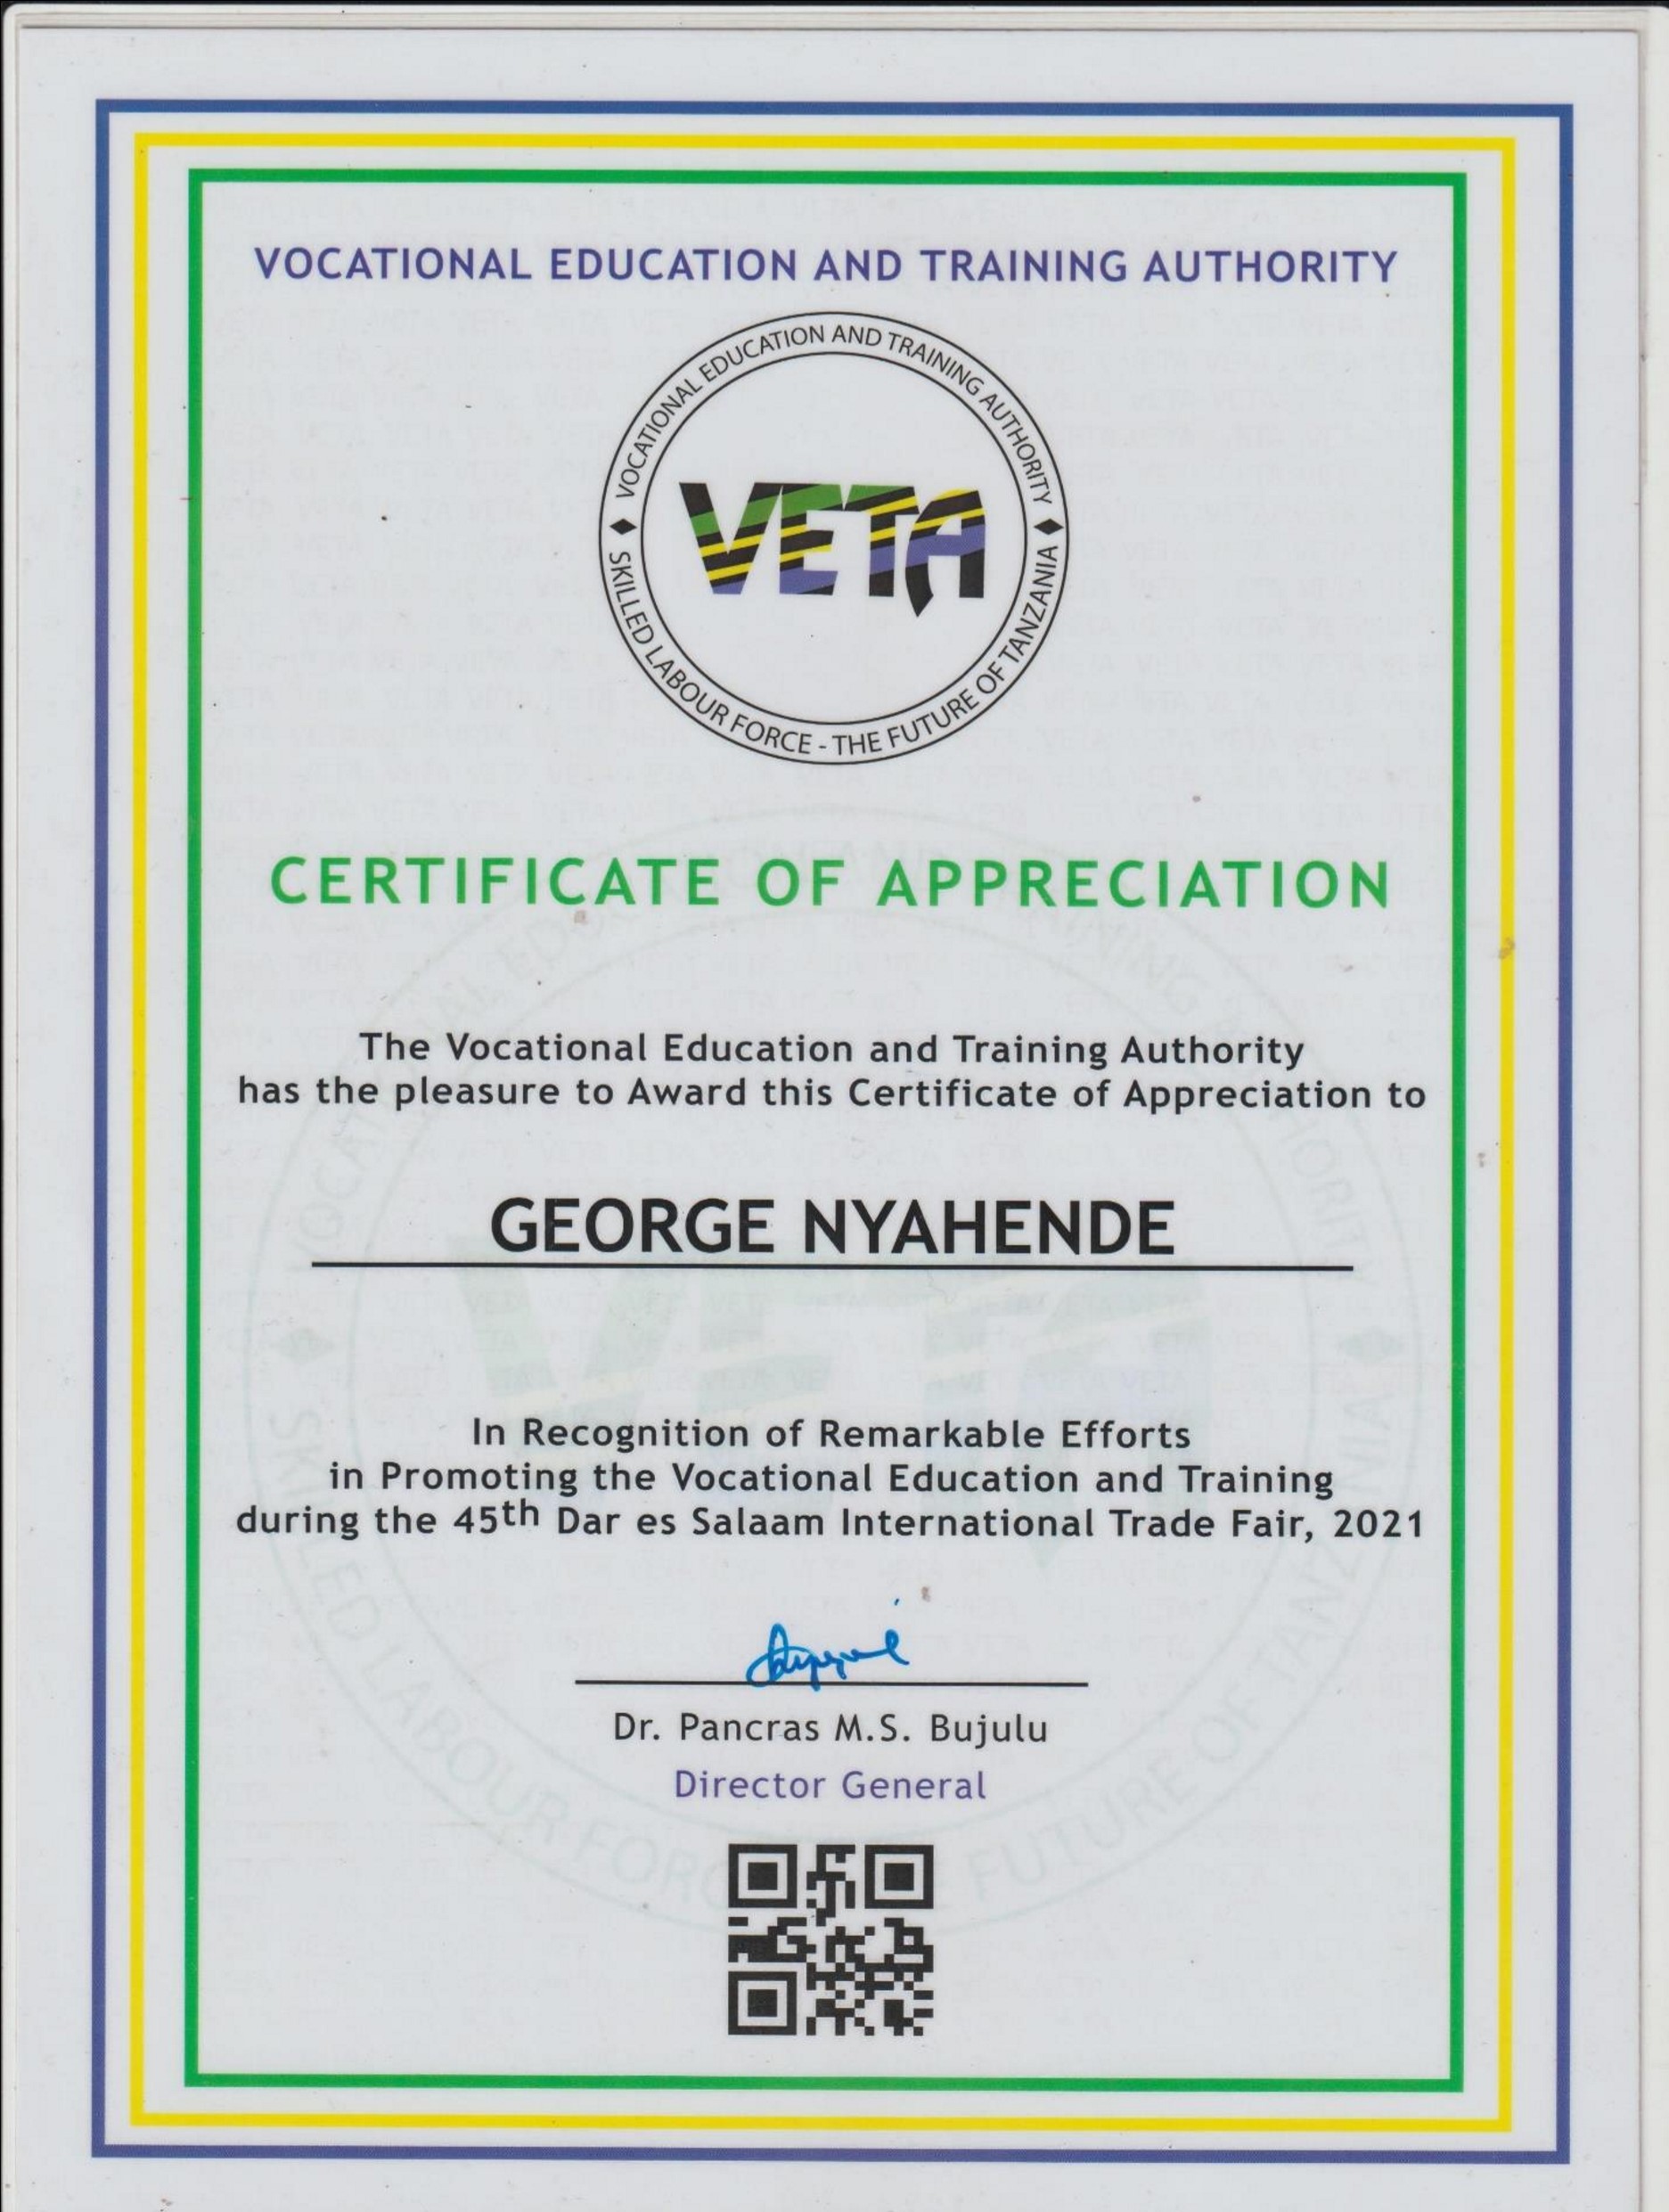 VOCATIONAL EDUCATION AND TRAINING AUTHORITY
VOCATIONAL EDUCATION AND TRAINING AUTHORITY
VETA
SKILLED LABOUR FORCE - THE FUTURE OF TANZANIA
CERTIFICATE OF APPRECIATION
The Vocational Education and Training Authority
has the pleasure to Award this Certificate of Appreciation to
GEORGE NYAHENDE
In Recognition of Remarkable Efforts
in Promoting the Vocational Education and Training
during the 45th Dar es Salaam International Trade Fair, 2021
Dr. Pancras M.S. Bujulu
Director General